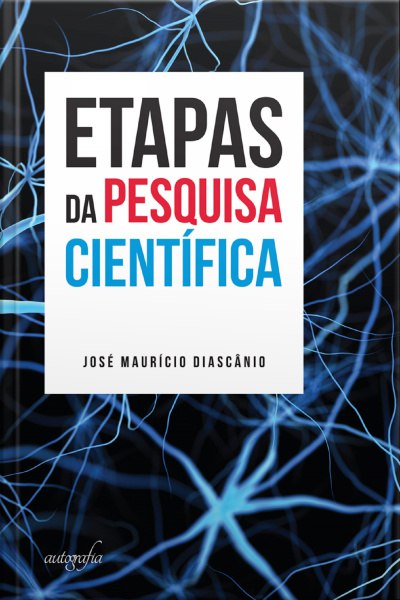 ETAPAS
DA PESQUISA
CIENTÍFICA
JOSÉ MAURÍCIO DIASCÂNIO
autografia